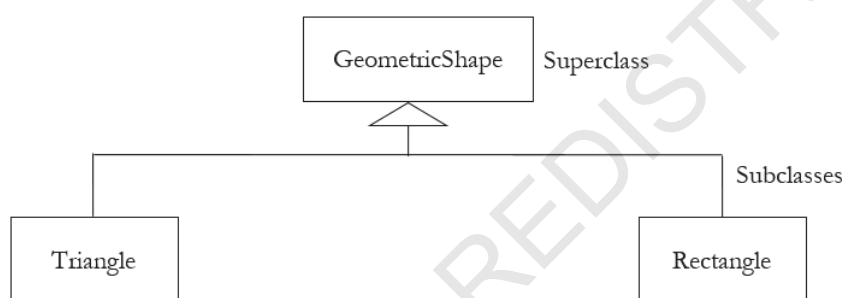 GeometricShape
Superclass
Subclasses
Triangle
Rectangle